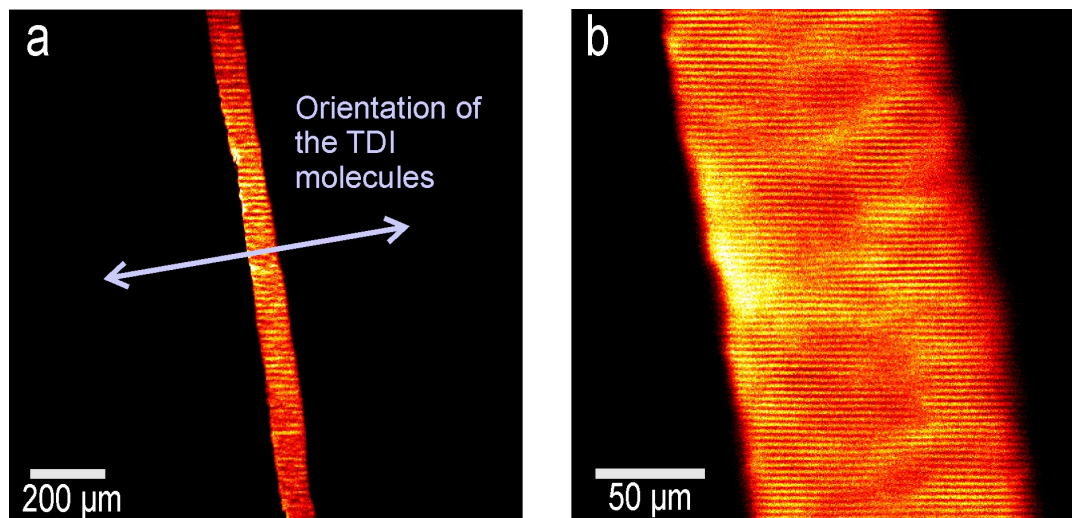 a
Orientation of
the TDI
molecules
200 µm
b
50 µm